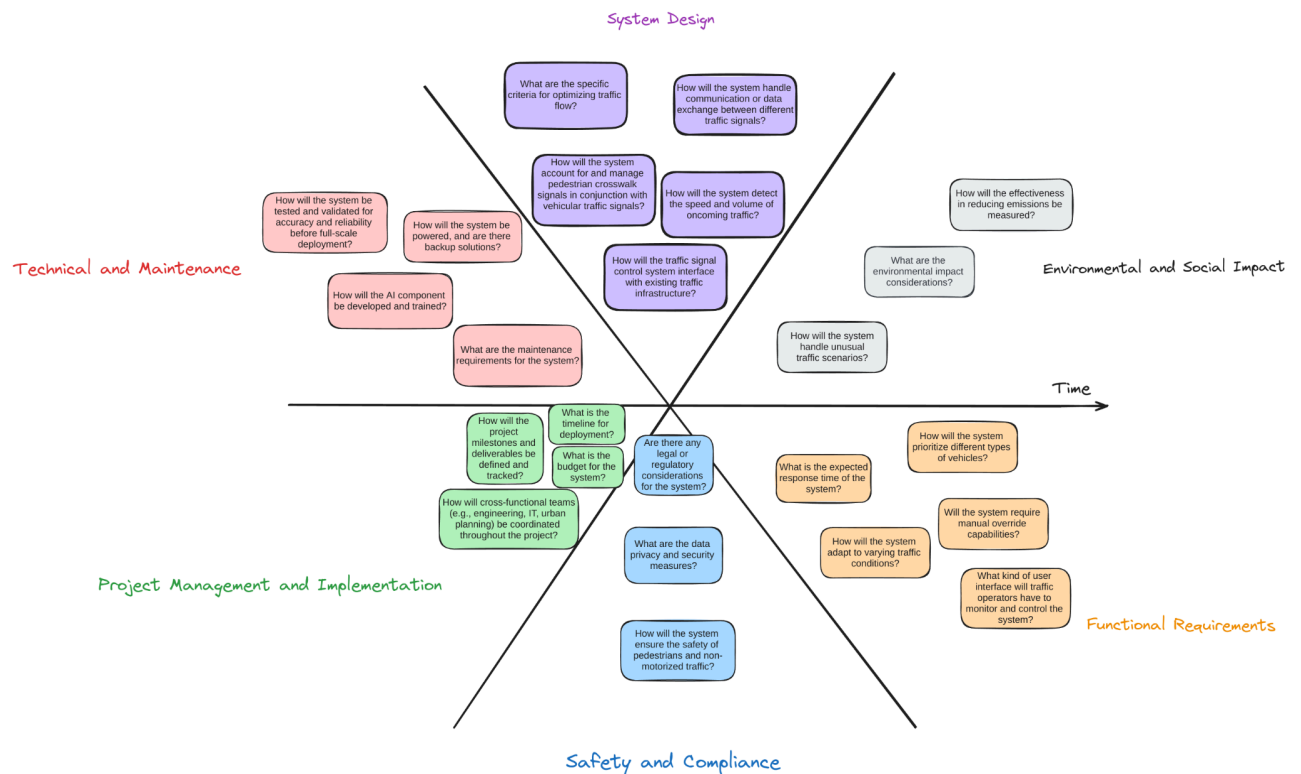 System Design
What are the specific
criteria for optimizing traffic
flow?
How will the system handle
communication or data
exchange between different
traffic signals?
How will the system
account for and manage
pedestrian crosswalk
signals in conjunction with
vehicular traffic signals?
How will the system detect
the speed and volume of
oncoming traffic?
How will the traffic signal
control system interface
with existing traffic
infrastructure?
Technical and Maintenance
How will the system be
tested and validated for
accuracy and reliability
before full-scale
deployment?
How will the system be
powered, and are there
backup solutions?
How will the AI component
be developed and trained?
What are the maintenance
requirements for the system?
Environmental and Social Impact
How will the effectiveness
in reducing emissions be
measured?
What are the
environmental impact
considerations?
How will the system
handle unusual
traffic scenarios?
Time
How will the
project
milestones and
deliverables be
defined and
tracked?
What is the
timeline for
deployment?
What is the
budget for the
system?
How will cross-functional teams
(e.g., engineering, IT, urban
planning) be coordinated
throughout the project?
Project Management and Implementation
Are there any
legal or
regulatory
considerations
for the system?
What are the data
privacy and security
measures?
How will the system
ensure the safety of
pedestrians and non-
motorized traffic?
Safety and Compliance
How will the system
prioritize different types
of vehicles?
What is the expected
response time of the
system?
Will the system require
manual override
capabilities?
How will the system
adapt to varying traffic
conditions?
What kind of user
interface will traffic
operators have to
monitor and control the
system?
Functional Requirements